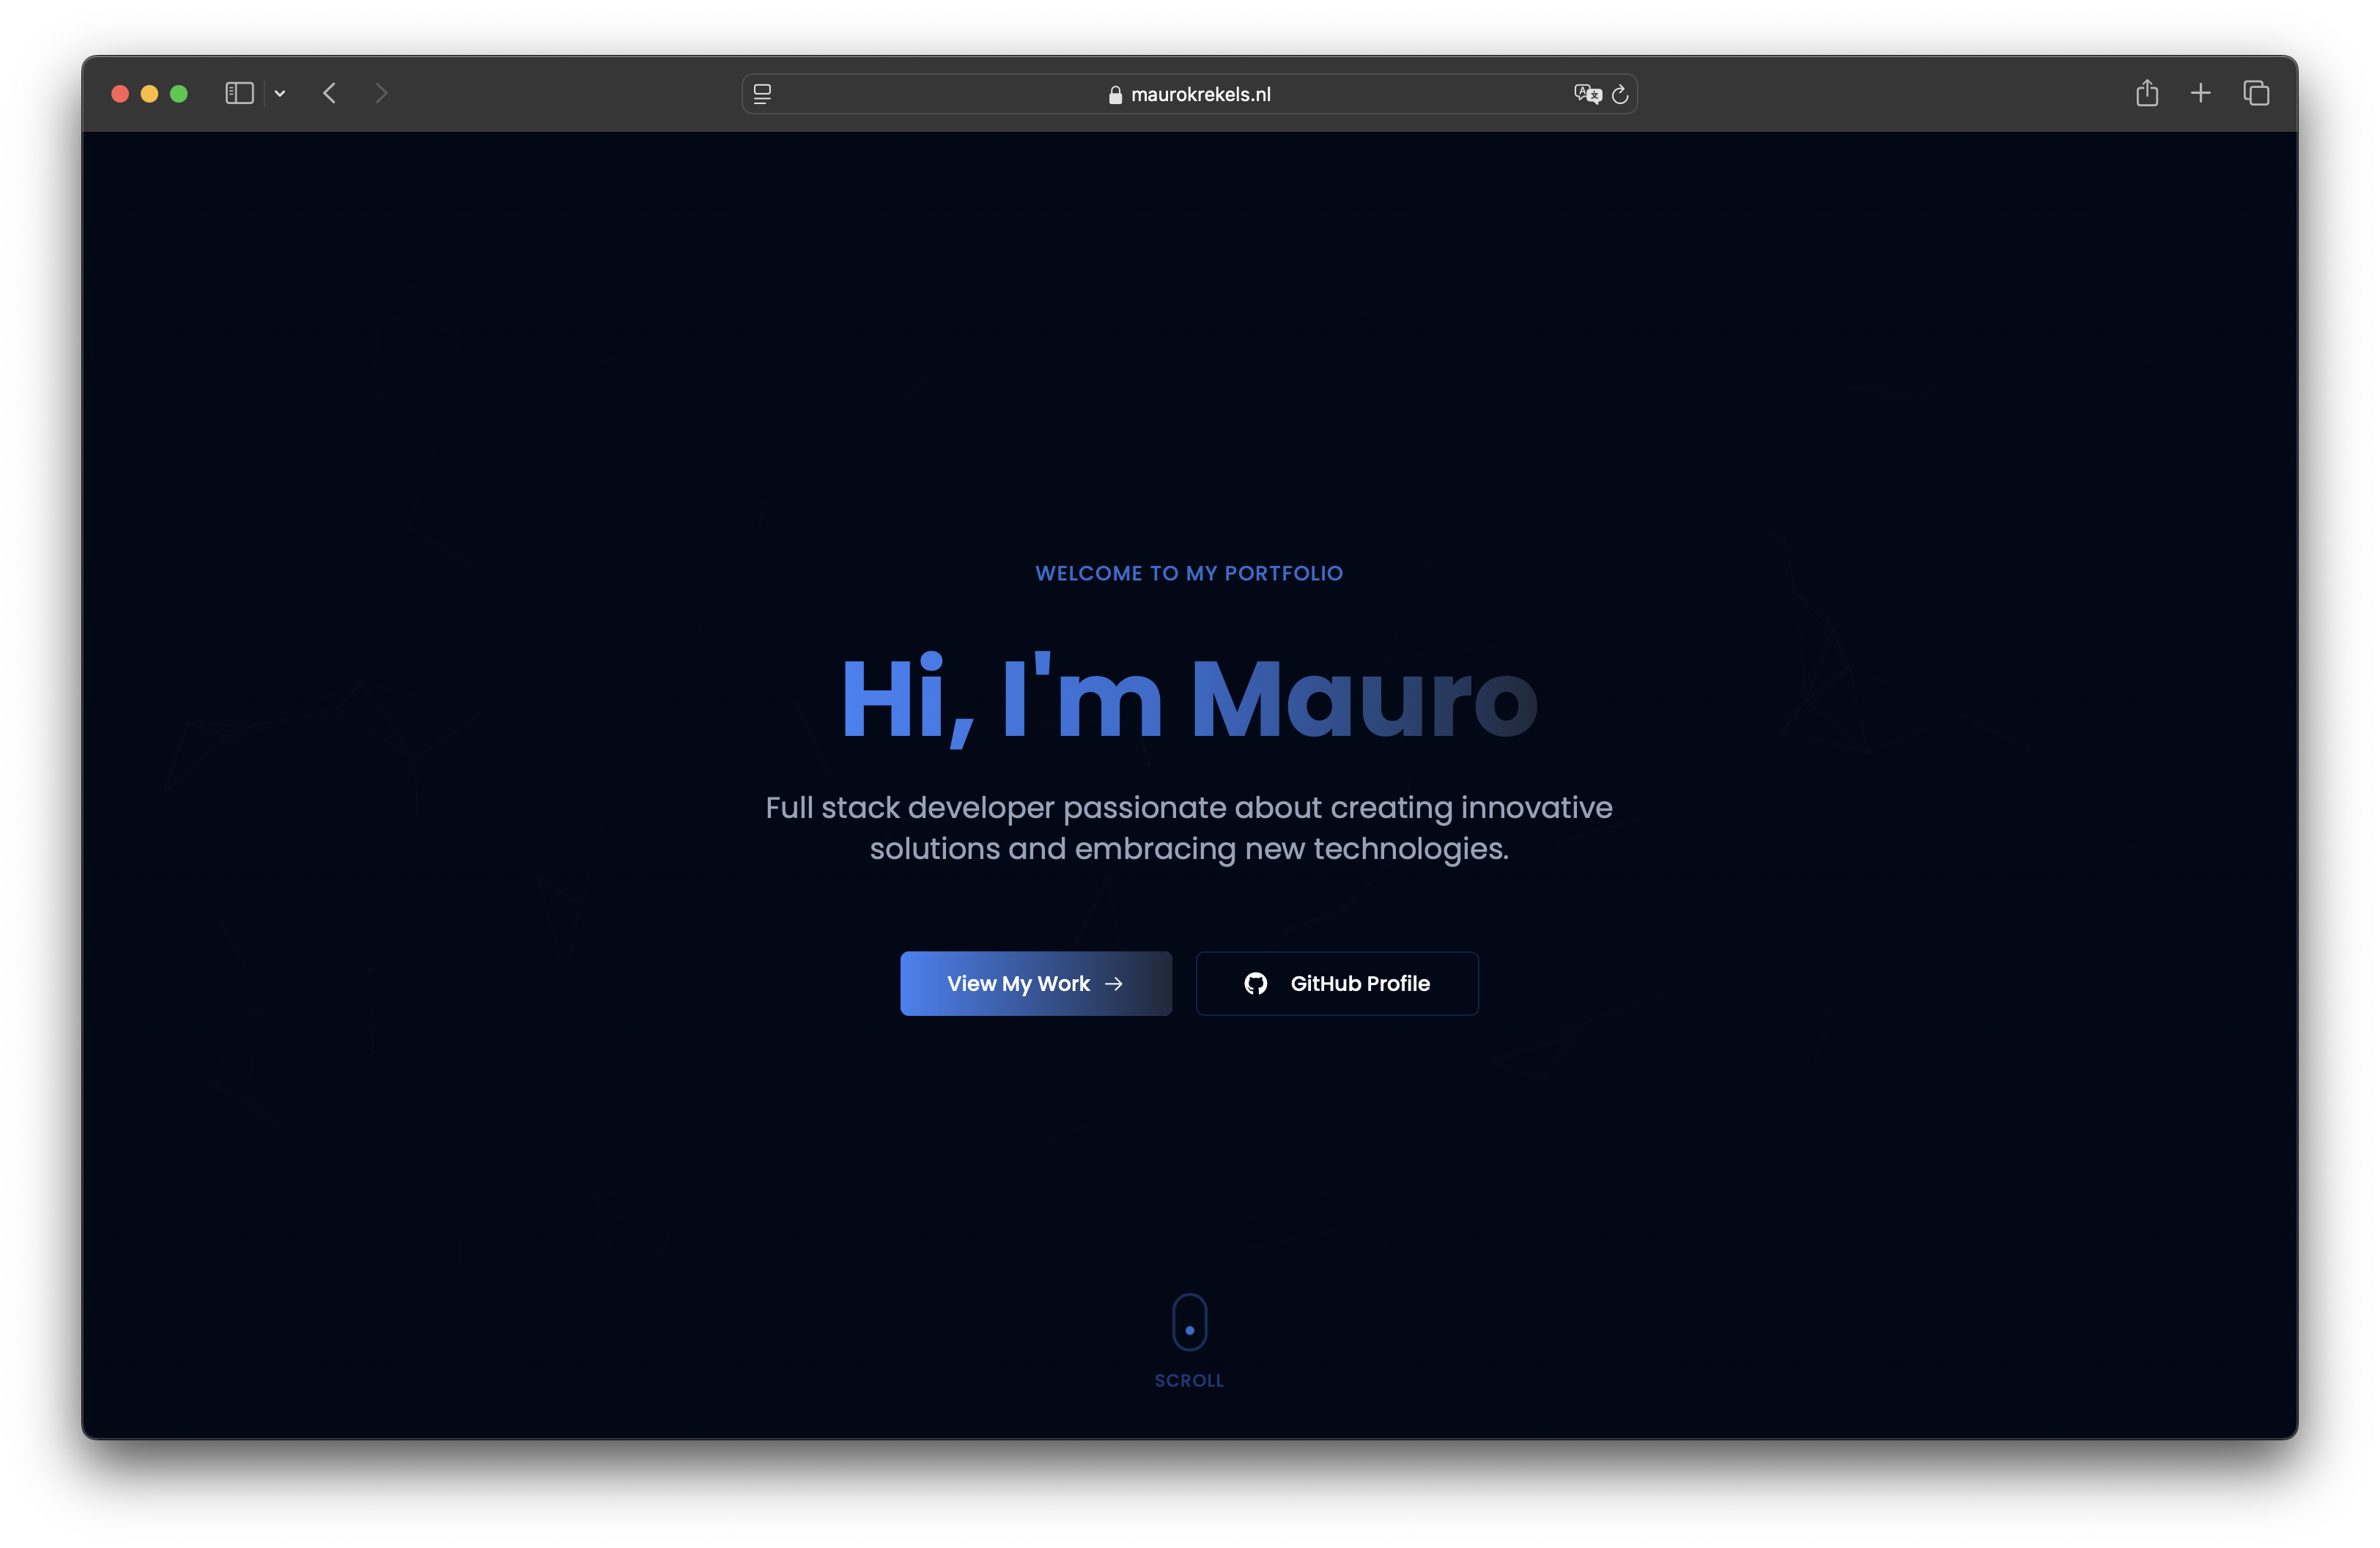 maurokrekels.nl
WELCOME TO MY PORTFOLIO
Hi, I'm Mauro
Full stack developer passionate about creating innovative
solutions and embracing new technologies.
View My Work →
GitHub Profile
SCROLL